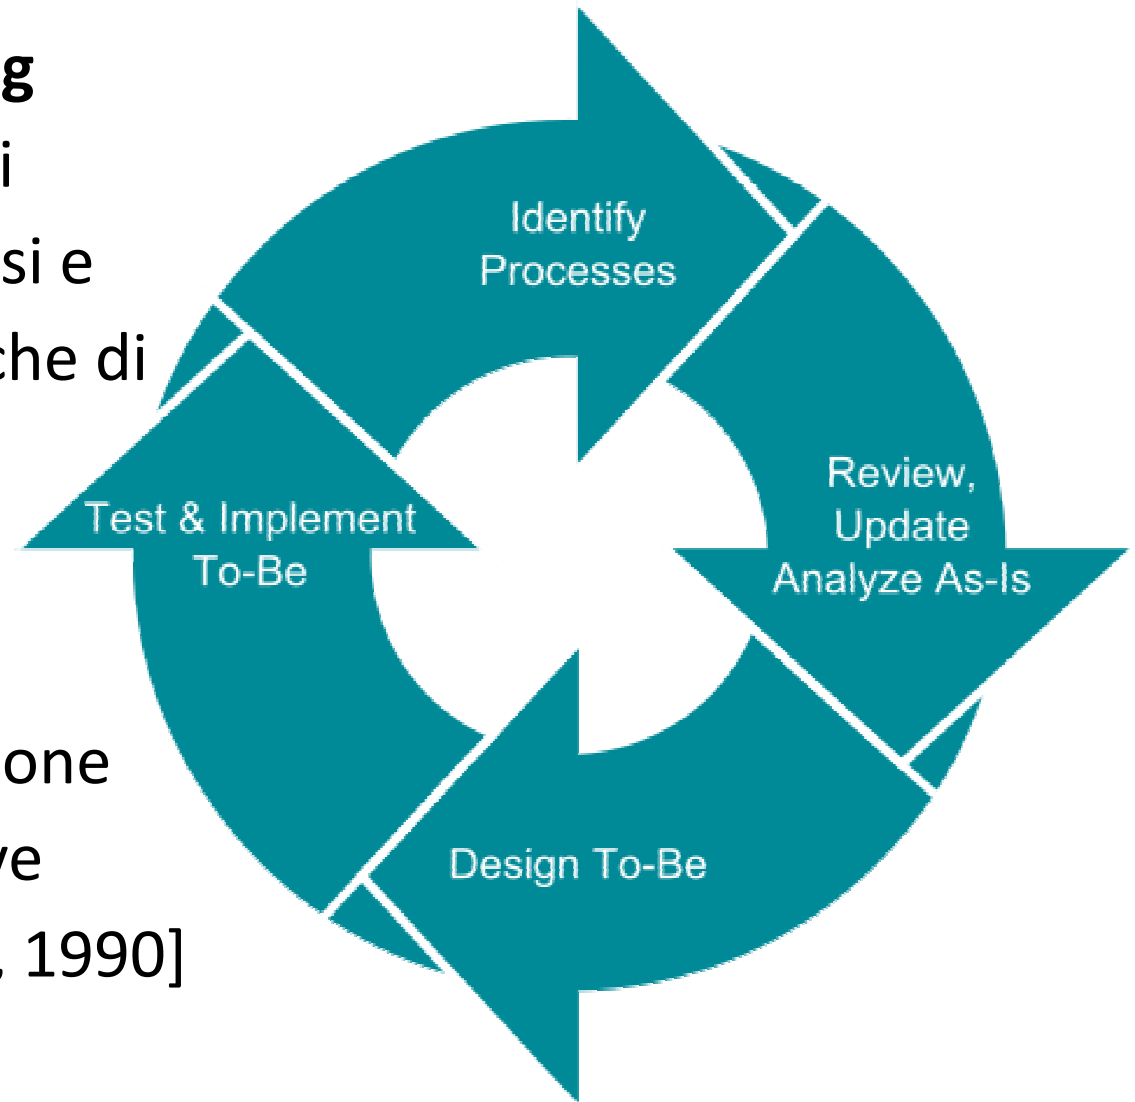 g
i
si e
che di
one
ve
, 1990]
Identify
Processes
Review,
Update
Analyze As-Is
Design To-Be
Test & Implement
To-Be